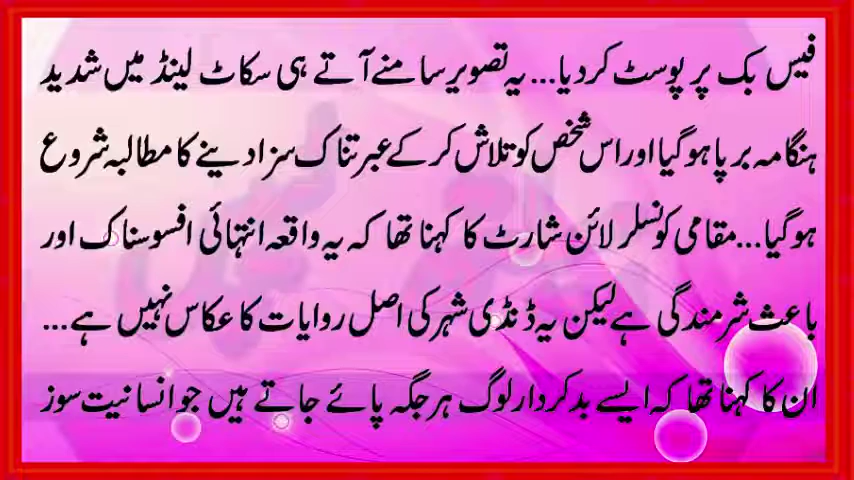 فیس بک پر پوسٹ کردیا... یہ تصویر سامنے آتے ہی سکاٹ لینڈ میں شدید
ہنگامہ برپا ہوگیا اور اس شخص کو تلاش کر کے عبرتناک سزا دینے کا مطالبہ شروع
ہوگیا... مقامی کونسلر لائن شارٹ کا کہنا تھا کہ یہ واقعہ انتہائی افسوسناک اور
باعث شرمندگی ہے لیکن یہ ڈنڈی شہر کی اصل روایات کا عکاس نہیں ہے...
ان کا کہنا تھا کہ ایسے بدکردار لوگ ہر جگہ پائے جاتے ہیں جو انسانیت سوز